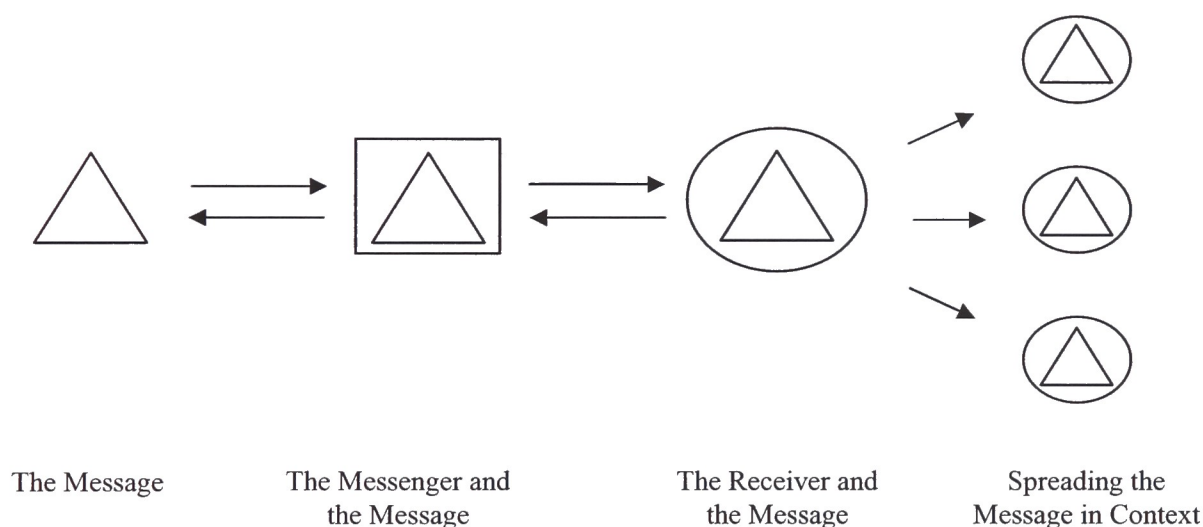 The Message
The Messenger and
the Message
The Receiver and
the Message
Spreading the
Message in Context